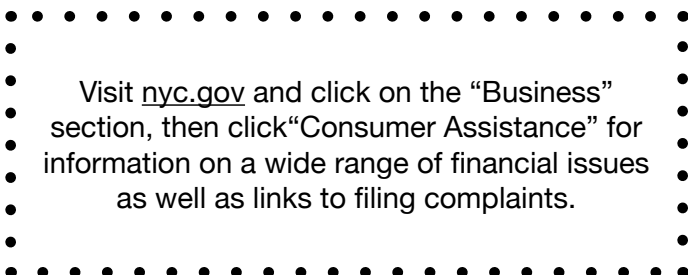 Visit nyc.gov and click on the “Business”
section, then click“Consumer Assistance” for
information on a wide range of financial issues
as well as links to filing complaints.